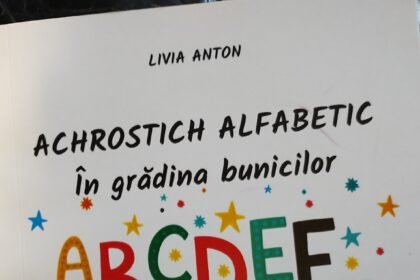 LIVIA ANTON
ACHROSTICH ALFABETIC
În grădina bunicilor
ABCDEF